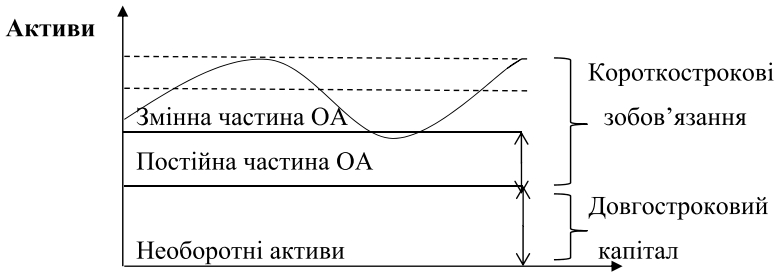 Активи
Короткострокові
зобов’язання
Змінна частина ОА
Постійна частина ОА
Довгостроковий
капітал
Необоротні активи